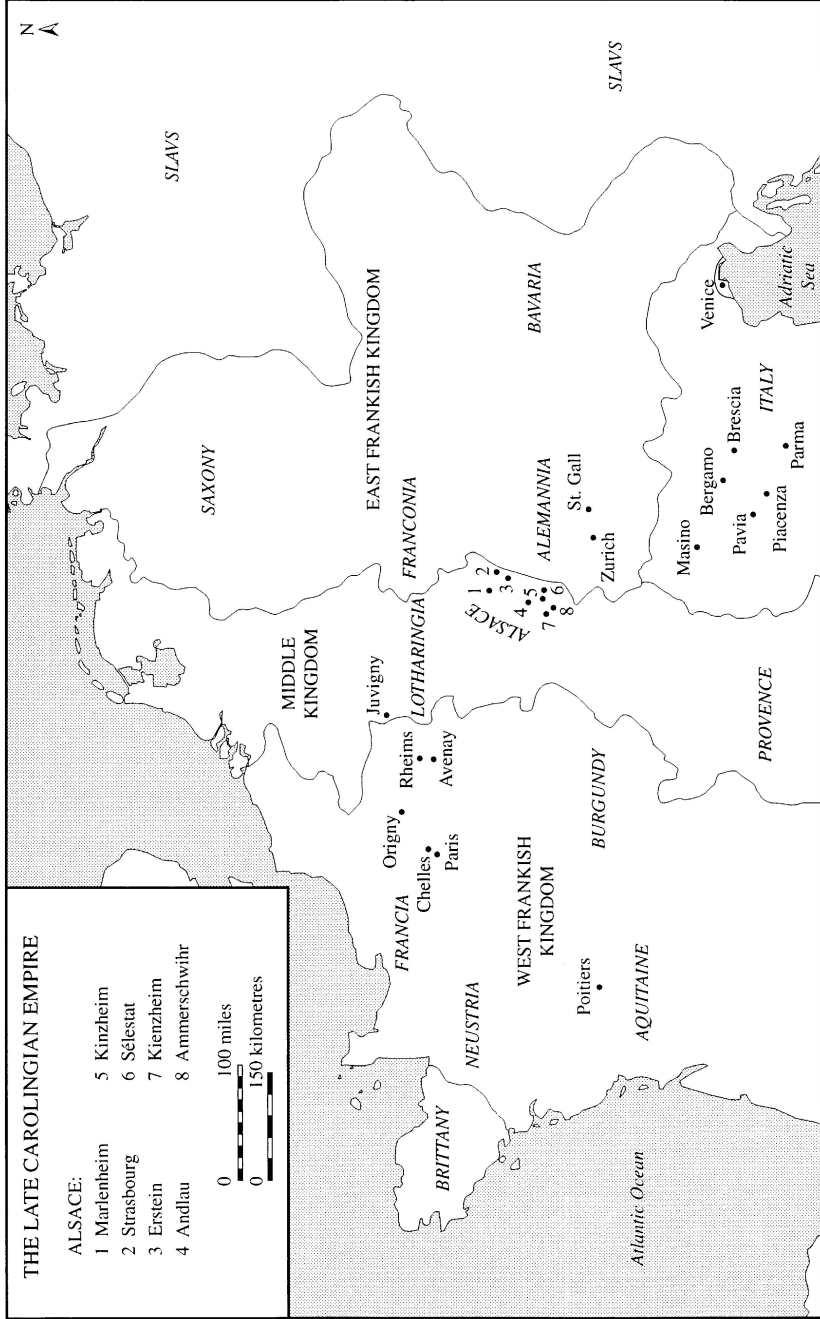 THE LATE CAROLINGIAN EMPIRE
ALSACE:
1 Marlenheim
2 Strasbourg
3 Erstein
4 Andlau
5 Kinzheim
6 Sélestat
7 Kienzheim
8 Ammerschwihr
0 100 miles
0 150 kilometres
N
SLAVS
SLAVS
SAXONY
EAST FRANKISH KINGDOM
FRANCONIA
BAVARIA
MIDDLE
KINGDOM
Juvigny
LOTHARINGIA
ALSACE
1
2
3
4
5
6
7
8
ALEMANNIA
St. Gall
Zurich
Rheims
Avenay
Origny
Chelles
Paris
FRANCIA
NEUSTRIA
BRITTANY
WEST FRANKISH
KINGDOM
BURGUNDY
Poitiers
AQUITAINE
PROVENCE
Atlantic Ocean
Masino
Bergamo
Brescia
Pavia
Piacenza
Parma
ITALY
Venice
Adriatic
Sea